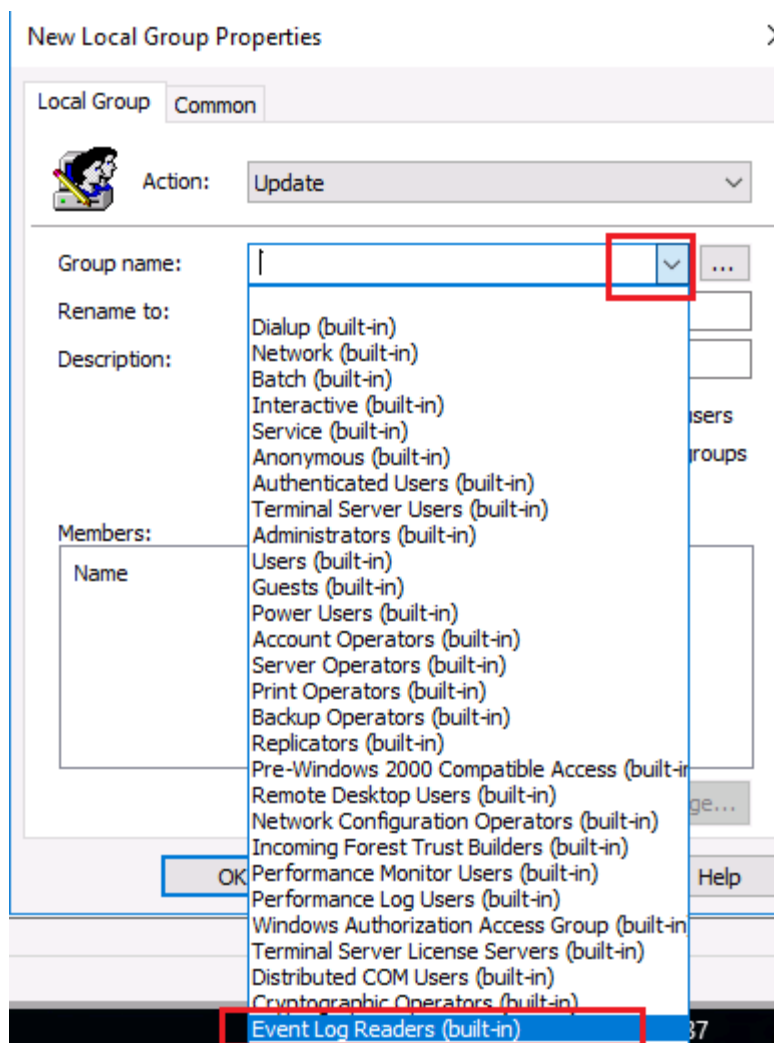 New Local Group Properties
Local Group Common
Action: Update
Group name: ...
Rename to:
Description:
Dialup (built-in)
Network (built-in)
Batch (built-in)
Interactive (built-in)
Service (built-in)
Anonymous (built-in)
Authenticated Users (built-in)
Terminal Server Users (built-in)
Administrators (built-in)
Users (built-in)
Guests (built-in)
Power Users (built-in)
Account Operators (built-in)
Server Operators (built-in)
Print Operators (built-in)
Backup Operators (built-in)
Replicators (built-in)
Pre-Windows 2000 Compatible Access (built-in
Remote Desktop Users (built-in)
Network Configuration Operators (built-in)
Incoming Forest Trust Builders (built-in)
Performance Monitor Users (built-in)
Performance Log Users (built-in)
Windows Authorization Access Group (built-in
Terminal Server License Servers (built-in)
Distributed COM Users (built-in)
Cryptographic Operators (built-in)
Event Log Readers (built-in)
users
groups
Members:
Name
ge...
OK Help
37